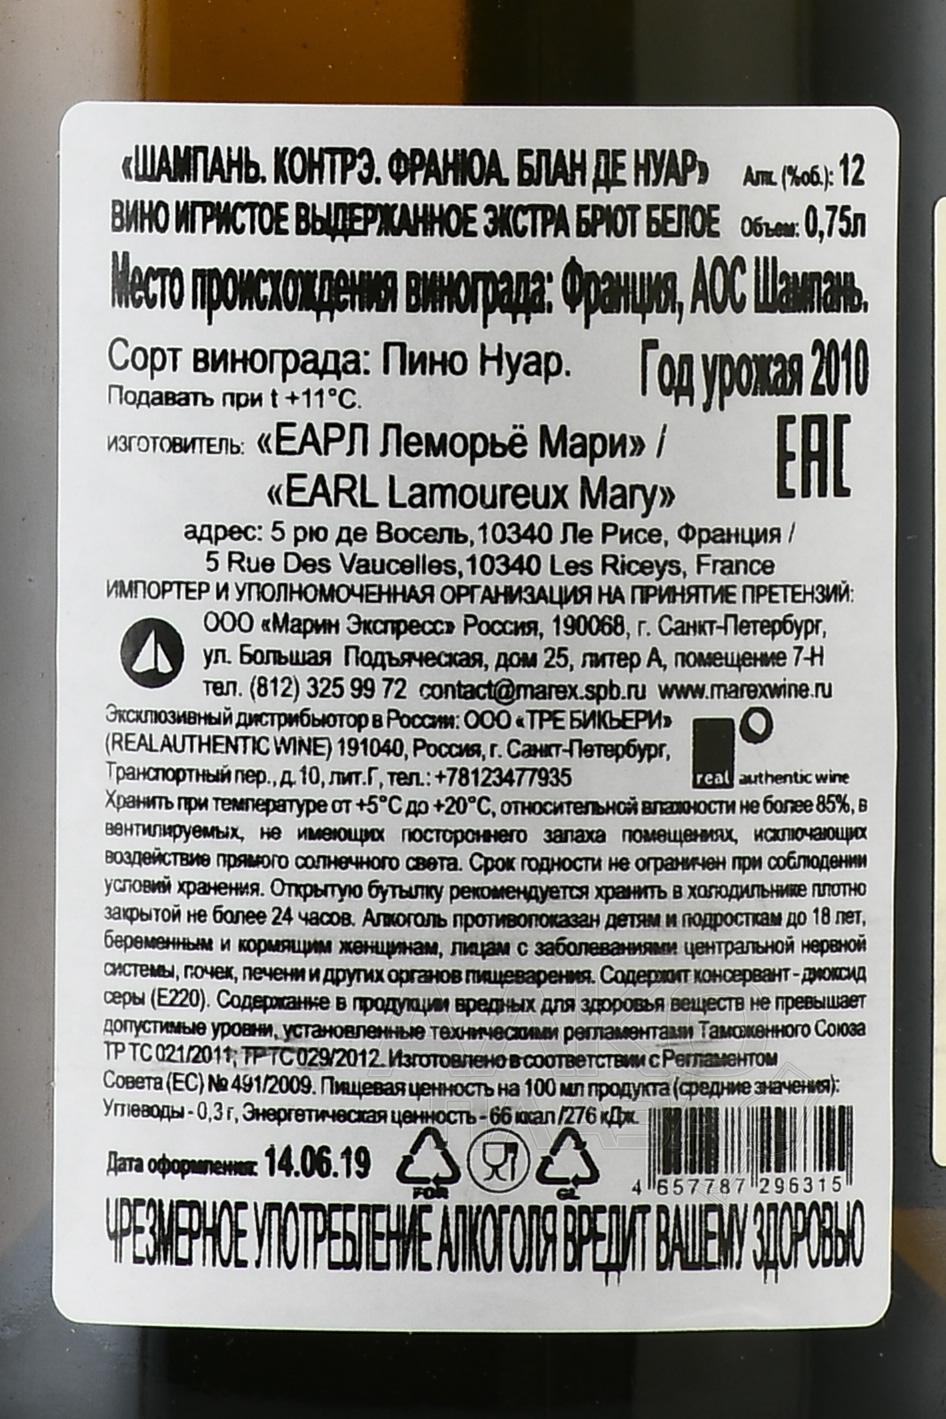 «ШАМПАНЬ. КОНТРЭ. ФРАНЮА. БЛАН ДЕ НУАР» Алк. (%об.): 12
ВИНО ИГРИСТОЕ ВЫДЕРЖАННОЕ ЭКСТРА БРЮТ БЕЛОЕ Объем: 0,75л
Место происхождения винограда: Франция, АОС Шампань.
Сорт винограда: Пино Нуар. Год урожая 2010
Подавать при t +11°C.
ИЗГОТОВИТЕЛЬ: «ЕАРЛ Леморьё Мари» /
EAC
«EARL Lamoureux Mary»
адрес: 5 рю де Восель, 10340 Ле Рисе, Франция /
5 Rue Des Vaucelles, 10340 Les Riceys, France
ИМПОРТЕР И УПОЛНОМОЧЕННАЯ ОРГАНИЗАЦИЯ НА ПРИНЯТИЕ ПРЕТЕНЗИЙ:
ООО «Марин Экспресс» Россия, 190068, г. Санкт-Петербург,
ул. Большая Подъяческая, дом 25, литер А, помещение 7-Н
тел. (812) 325 99 72 contact@marex.spb.ru www.marexwine.ru
Эксклюзивный дистрибьютор в России: ООО «ТРЕ БИКЬЕРИ»
(REAL AUTHENTIC WINE) 191040, Россия, г. Санкт-Петербург,
Транспортный пер., д. 10, лит.Г, тел.: +78123477935
real authentic wine
Хранить при температуре от +5°C до +20°C, относительной влажности не более 85%, в
вентилируемых, не имеющих постороннего запаха помещениях, исключающих
воздействие прямого солнечного света. Срок годности не ограничен при соблюдении
условий хранения. Открытую бутылку рекомендуется хранить в холодильнике плотно
закрытой не более 24 часов. Алкоголь противопоказан детям и подросткам до 18 лет,
беременным и кормящим женщинам, лицам с заболеваниями центральной нервной
системы, почек, печени и других органов пищеварения. Содержит консервант - диоксид
серы (E220). Содержание в продукции вредных для здоровья веществ не превышает
допустимые уровни, установленные техническими регламентами Таможенного Союза
ТР ТС 021/2011; ТР ТС 029/2012. Изготовлено в соответствии с Регламентом
Совета (ЕС) № 491/2009. Пищевая ценность на 100 мл продукта (средние значения):
Углеводы - 0,3 г, Энергетическая ценность - 66 ккал /276 кДж.
Дата оформления: 14.06.19
FOR
GL
4 657787 296315
ЧРЕЗМЕРНОЕ УПОТРЕБЛЕНИЕ АЛКОГОЛЯ ВРЕДИТ ВАШЕМУ ЗДОРОВЬЮ